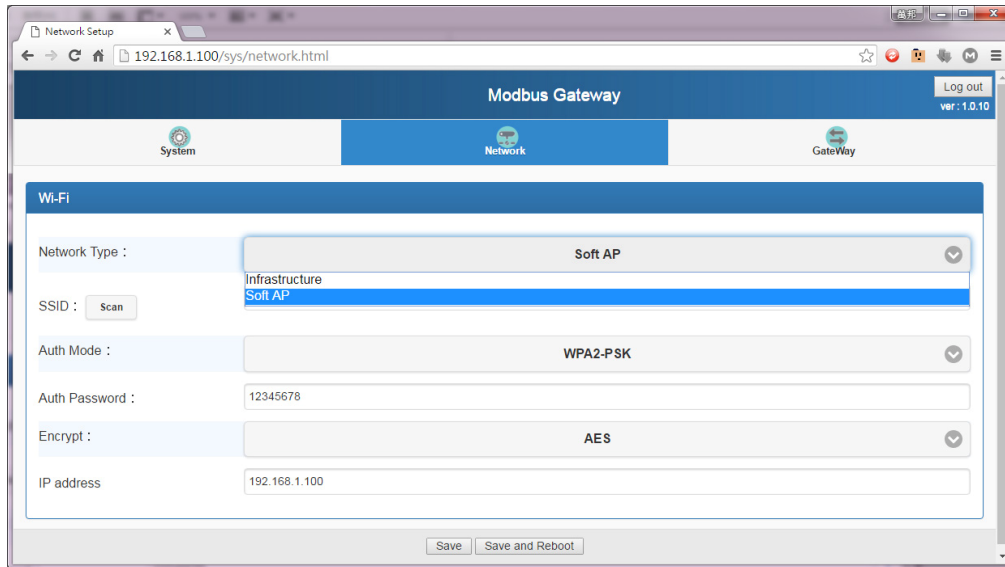 Network Setup
192.168.1.100/sys/network.html
Modbus Gateway
Log out
ver : 1.0.10
System
Network
GateWay
Wi-Fi
Network Type：
Soft AP
Infrastructure
Soft AP
SSID： Scan
Auth Mode：
WPA2-PSK
Auth Password：
12345678
Encrypt：
AES
IP address
192.168.1.100
Save
Save and Reboot